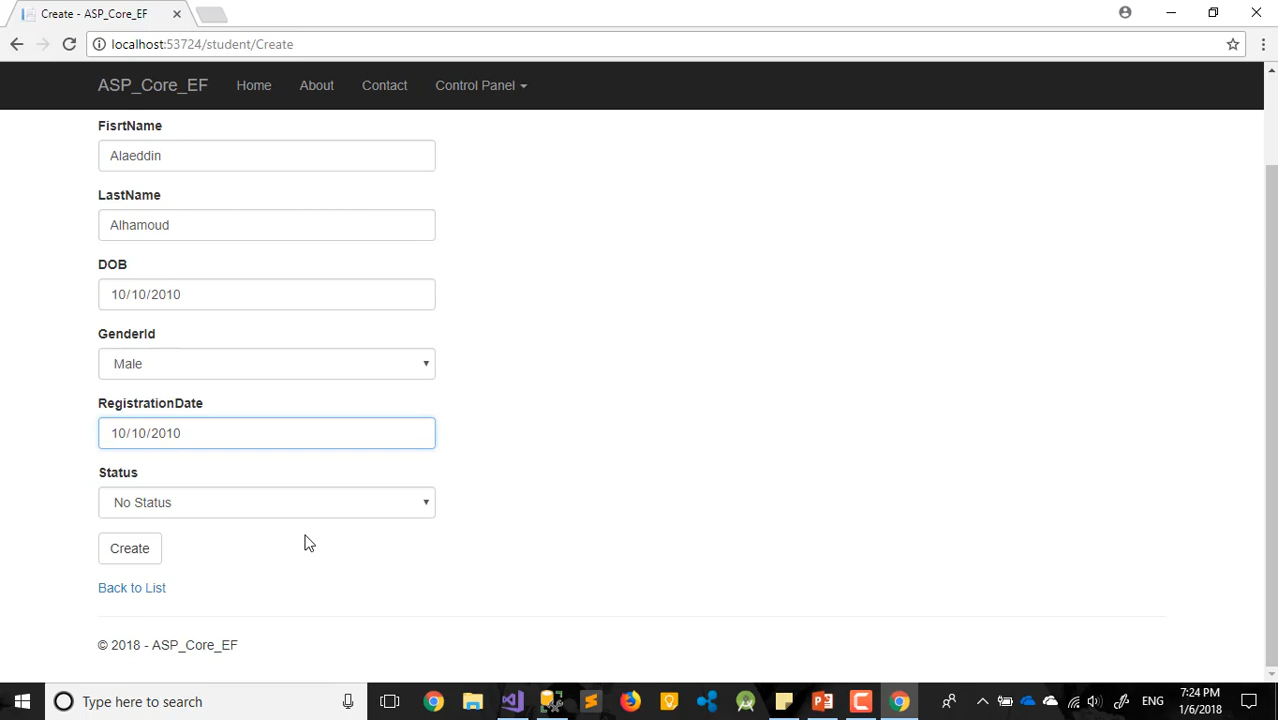 Create - ASP_Core_EF
localhost:53724/student/Create
ASP_Core_EF Home About Contact Control Panel
FisrtName
Alaeddin
LastName
Alhamoud
DOB
10/10/2010
GenderId
Male
RegistrationDate
10/10/2010
Status
No Status
Create
Back to List
© 2018 - ASP_Core_EF
Type here to search
ENG
7:24 PM
1/6/2018